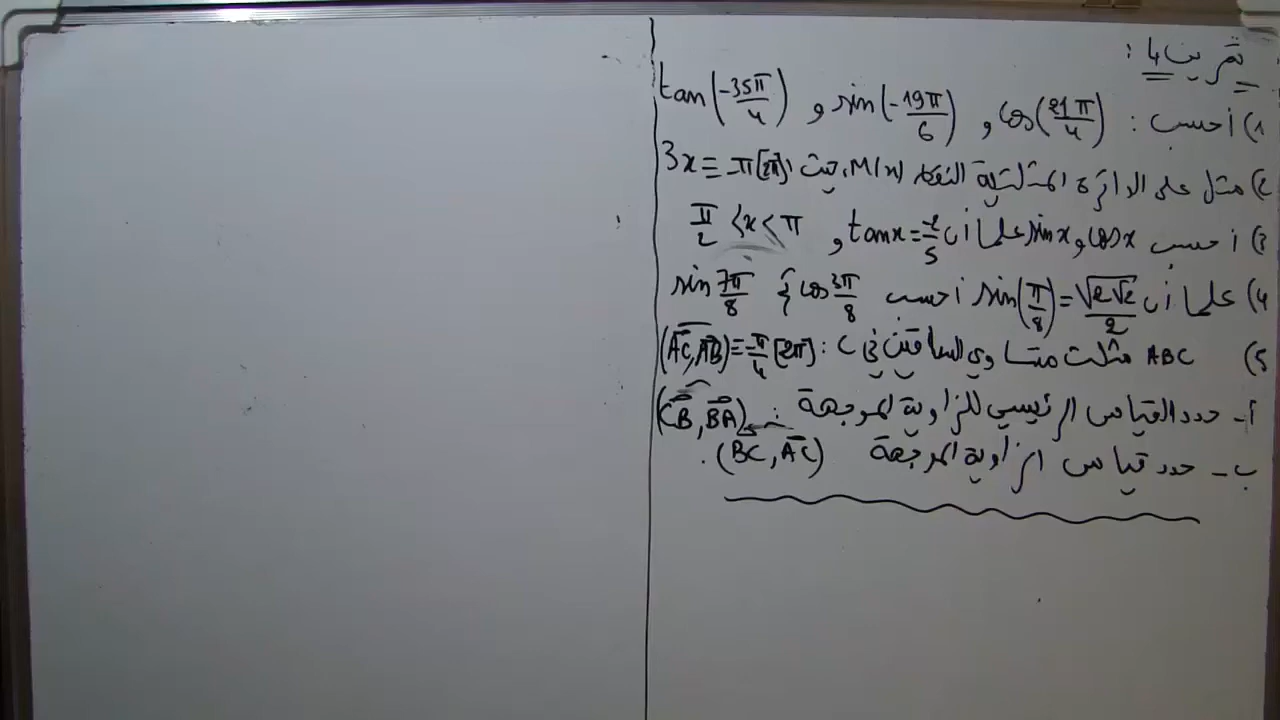 تمرين 4 :
1) أحسب : cos(21π/4) و sin(-19π/6) و tan(-35π/4)
2) مثل على الدائرة المثلثية النقط M(x) حيث 3x ≡ -π[2π]
3) أحسب cos x و sin x علما أن tan x = -2/5 و π/2 < x < π
4) علما أن sin(π/8) = √2√2/2 أحسب cos 3π/8 و sin 7π/8
5) ABC مثلث متساوي الساقين في C : (AC, AB) ≡ -π/4 [2π]
أ - حدد القياس الرئيسي للزاوية الموجهة : (CB, BA)
ب - حدد قياس الزاوية الموجهة (BC, AC) .